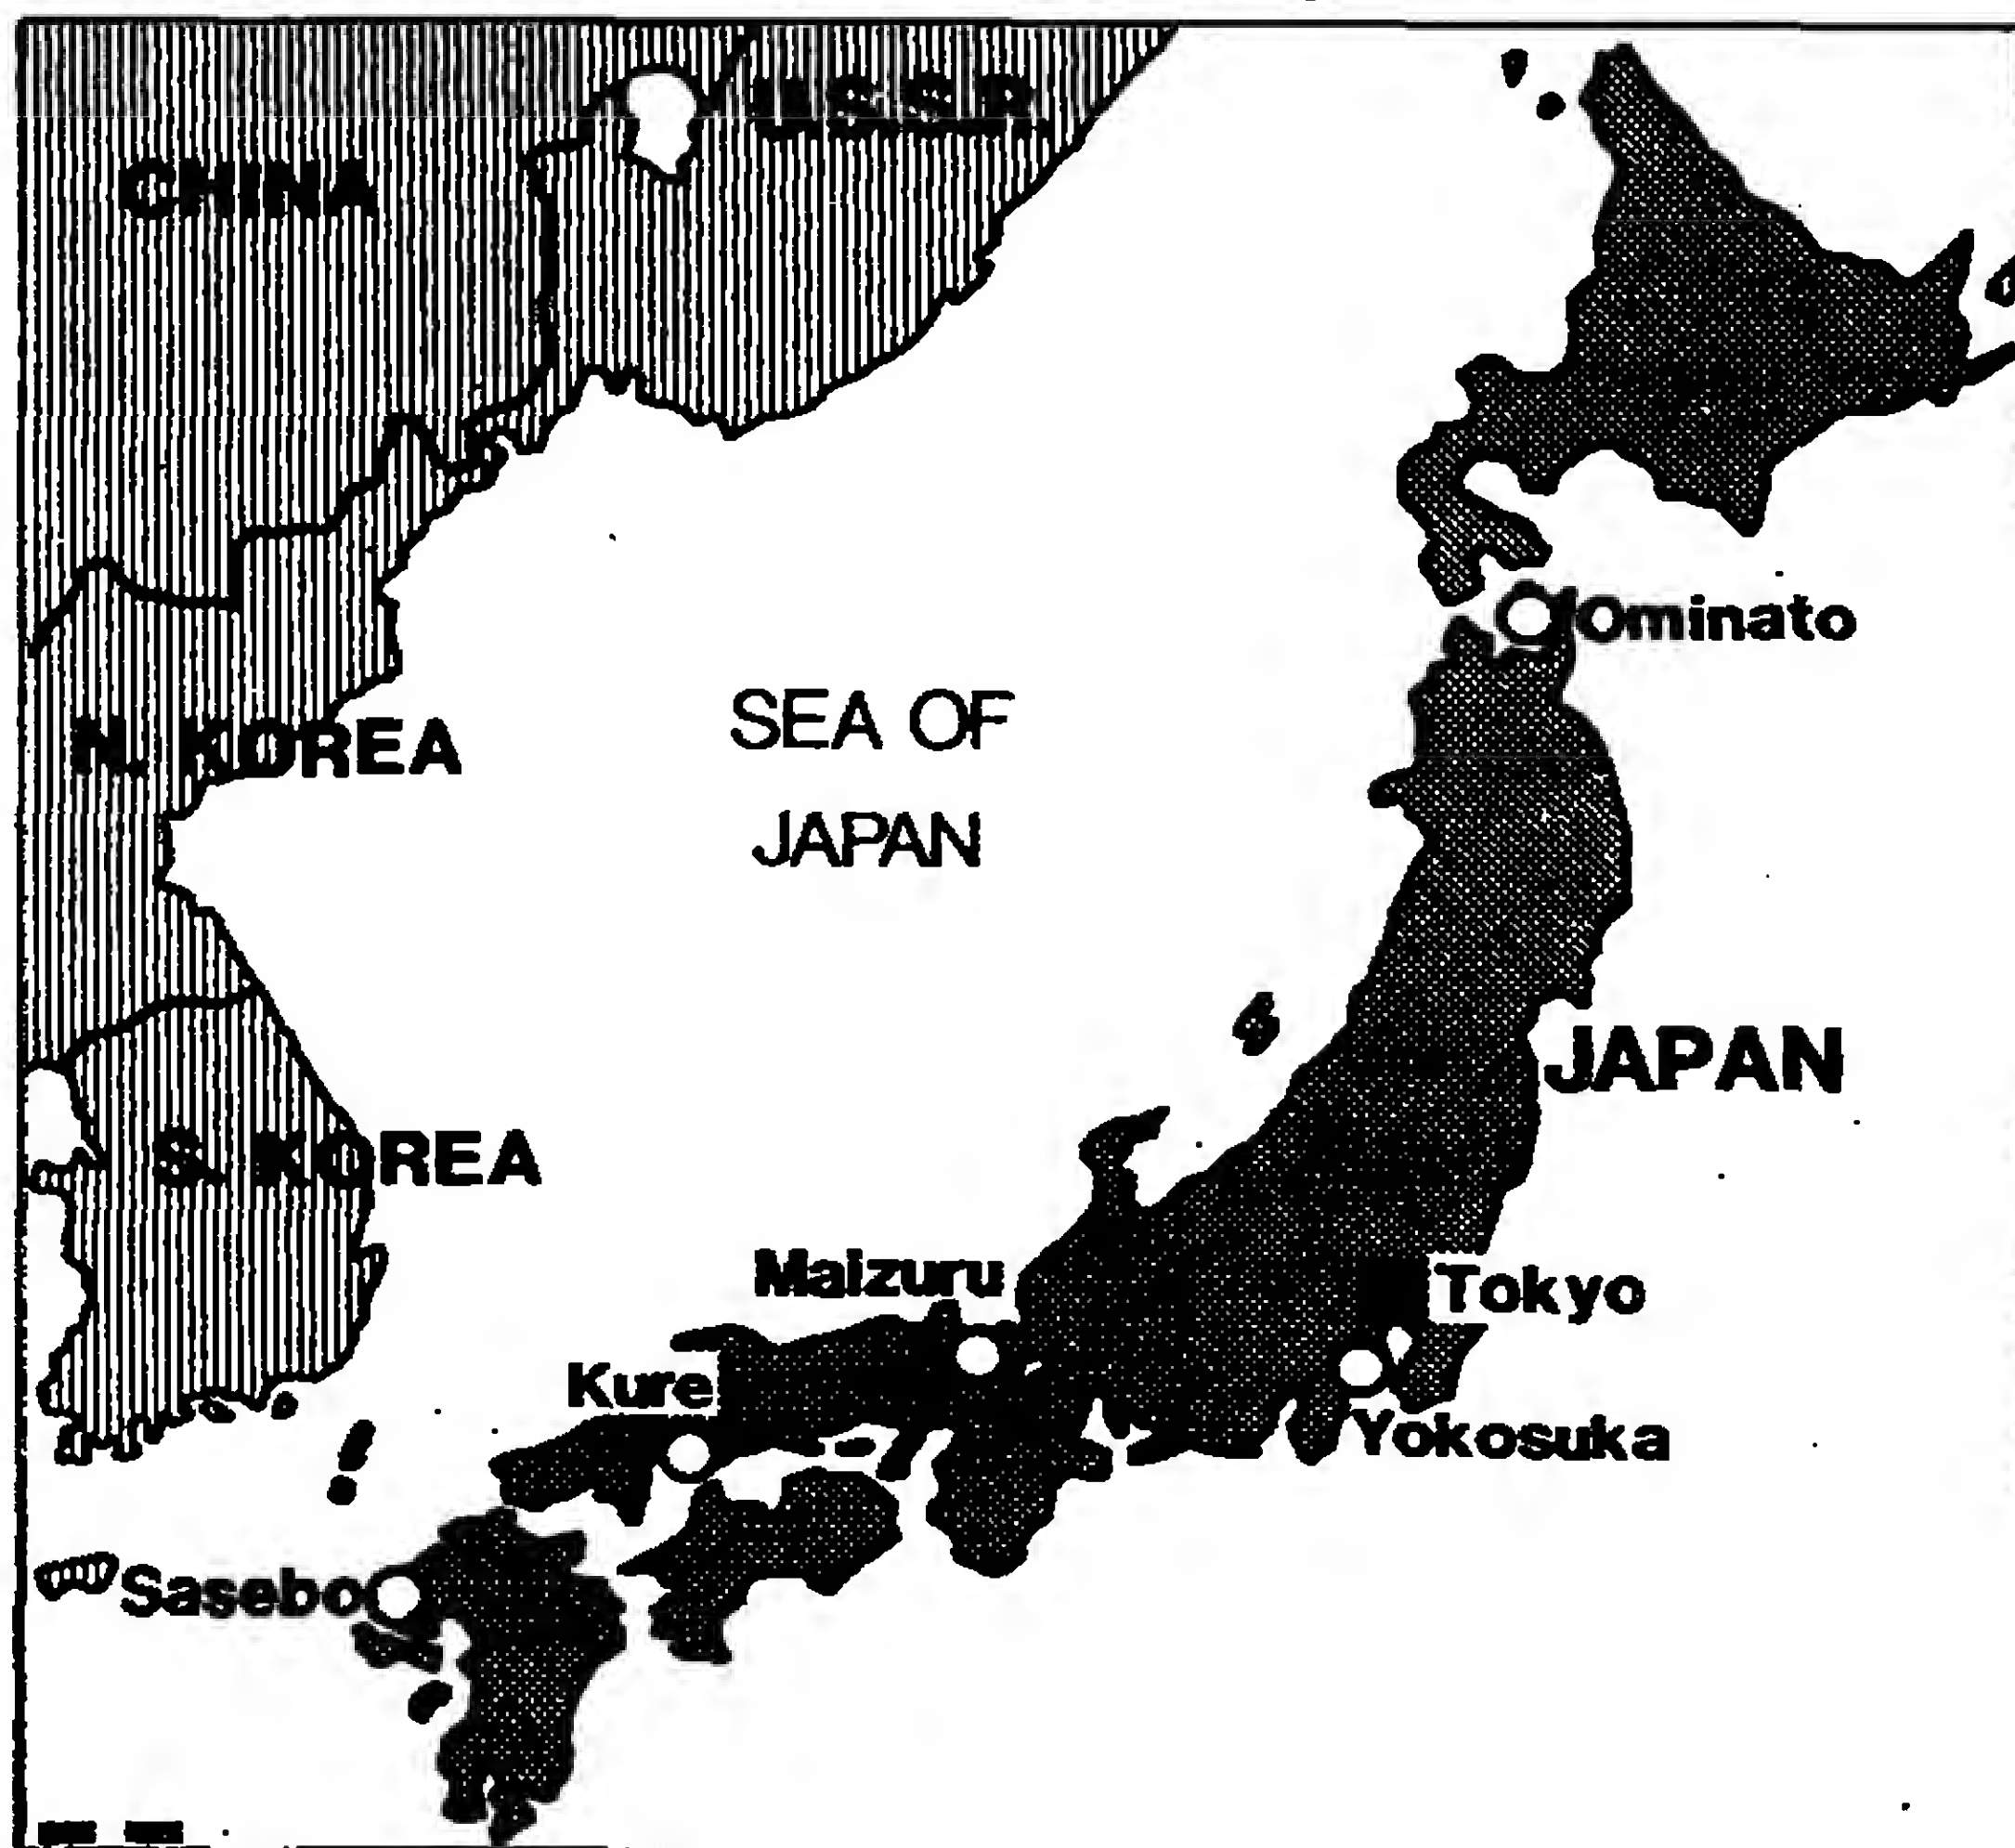 U.S.S.R.
CHINA
Ominato
SEA OF
JAPAN
N. KOREA
JAPAN
S. KOREA
Maizuru
Tokyo
Kure
Yokosuka
Sasebo